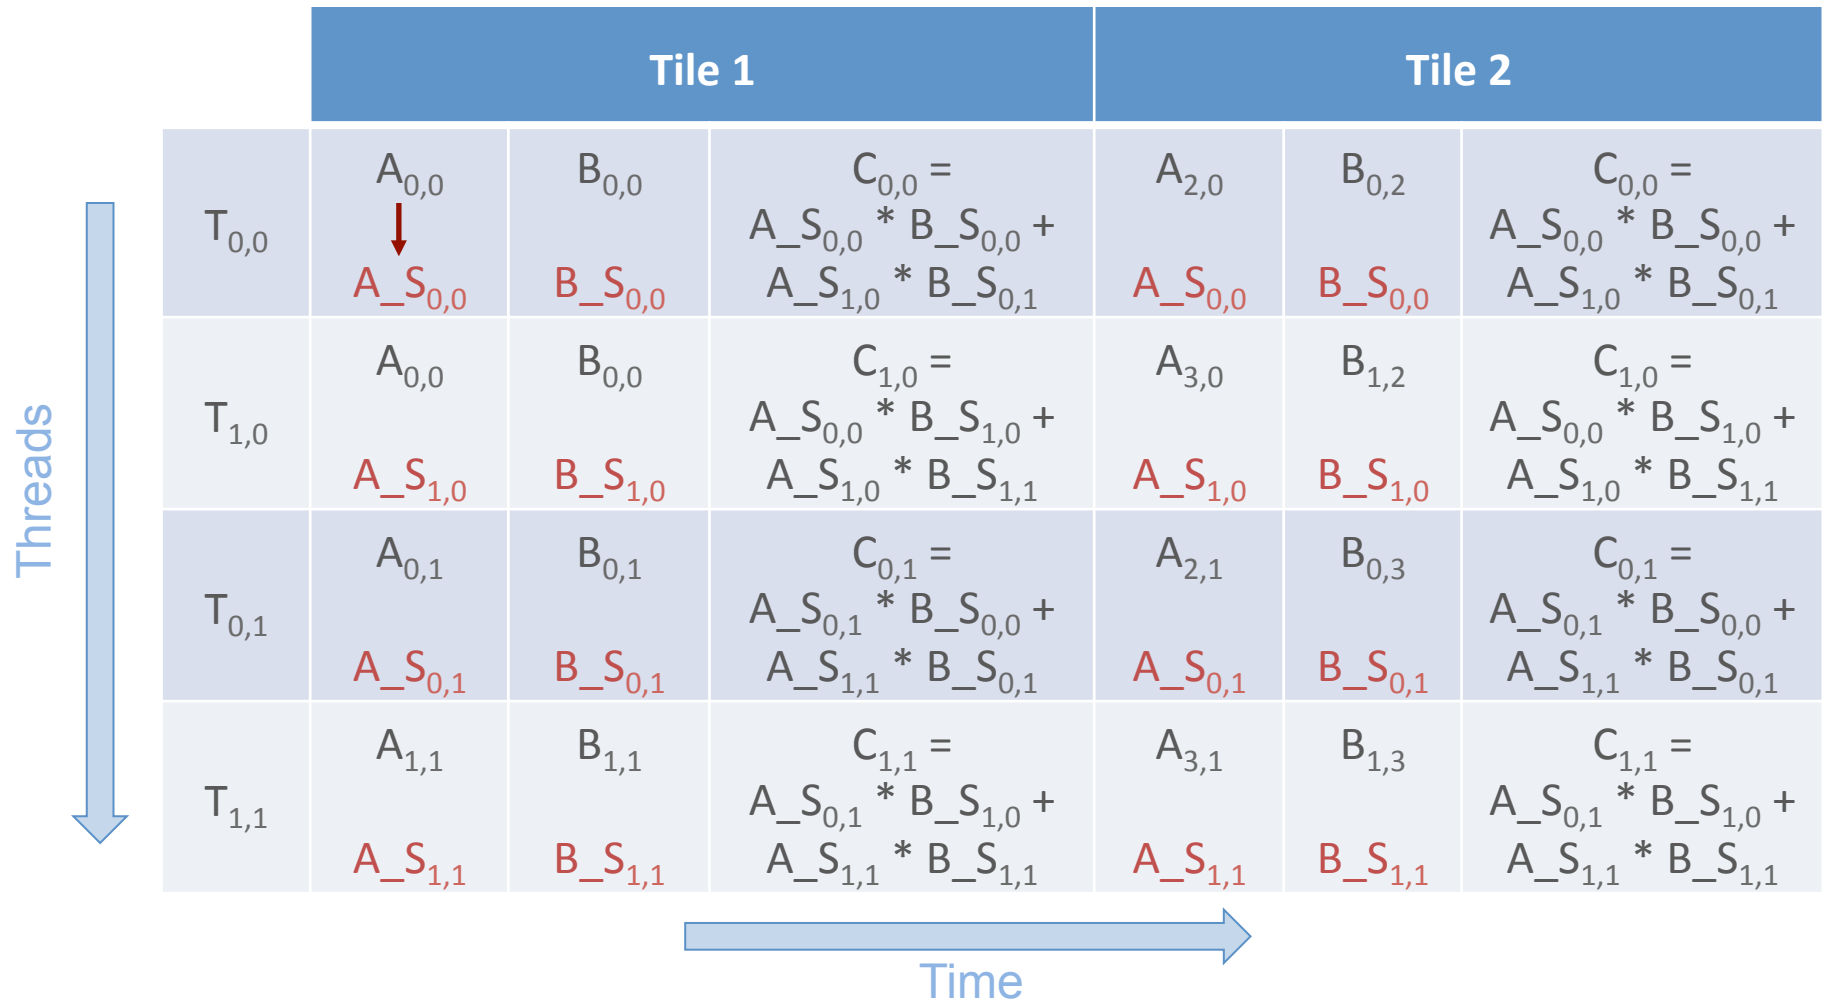 Tile 1 Tile 2
A0,0 B0,0 C0,0 = A2,0 B0,2 C0,0 =
T0,0 A_S0,0 * B_S0,0 + A_S0,0 * B_S0,0 +
A_S0,0 B_S0,0 A_S1,0 * B_S0,1 A_S0,0 B_S0,0 A_S1,0 * B_S0,1
A0,0 B0,0 C1,0 = A3,0 B1,2 C1,0 =
T1,0 A_S0,0 * B_S1,0 + A_S0,0 * B_S1,0 +
A_S1,0 B_S1,0 A_S1,0 * B_S1,1 A_S1,0 B_S1,0 A_S1,0 * B_S1,1
A0,1 B0,1 C0,1 = A2,1 B0,3 C0,1 =
T0,1 A_S0,1 * B_S0,0 + A_S0,1 * B_S0,0 +
A_S0,1 B_S0,1 A_S1,1 * B_S0,1 A_S0,1 B_S0,1 A_S1,1 * B_S0,1
A1,1 B1,1 C1,1 = A3,1 B1,3 C1,1 =
T1,1 A_S0,1 * B_S1,0 + A_S0,1 * B_S1,0 +
A_S1,1 B_S1,1 A_S1,1 * B_S1,1 A_S1,1 B_S1,1 A_S1,1 * B_S1,1
Threads
Time